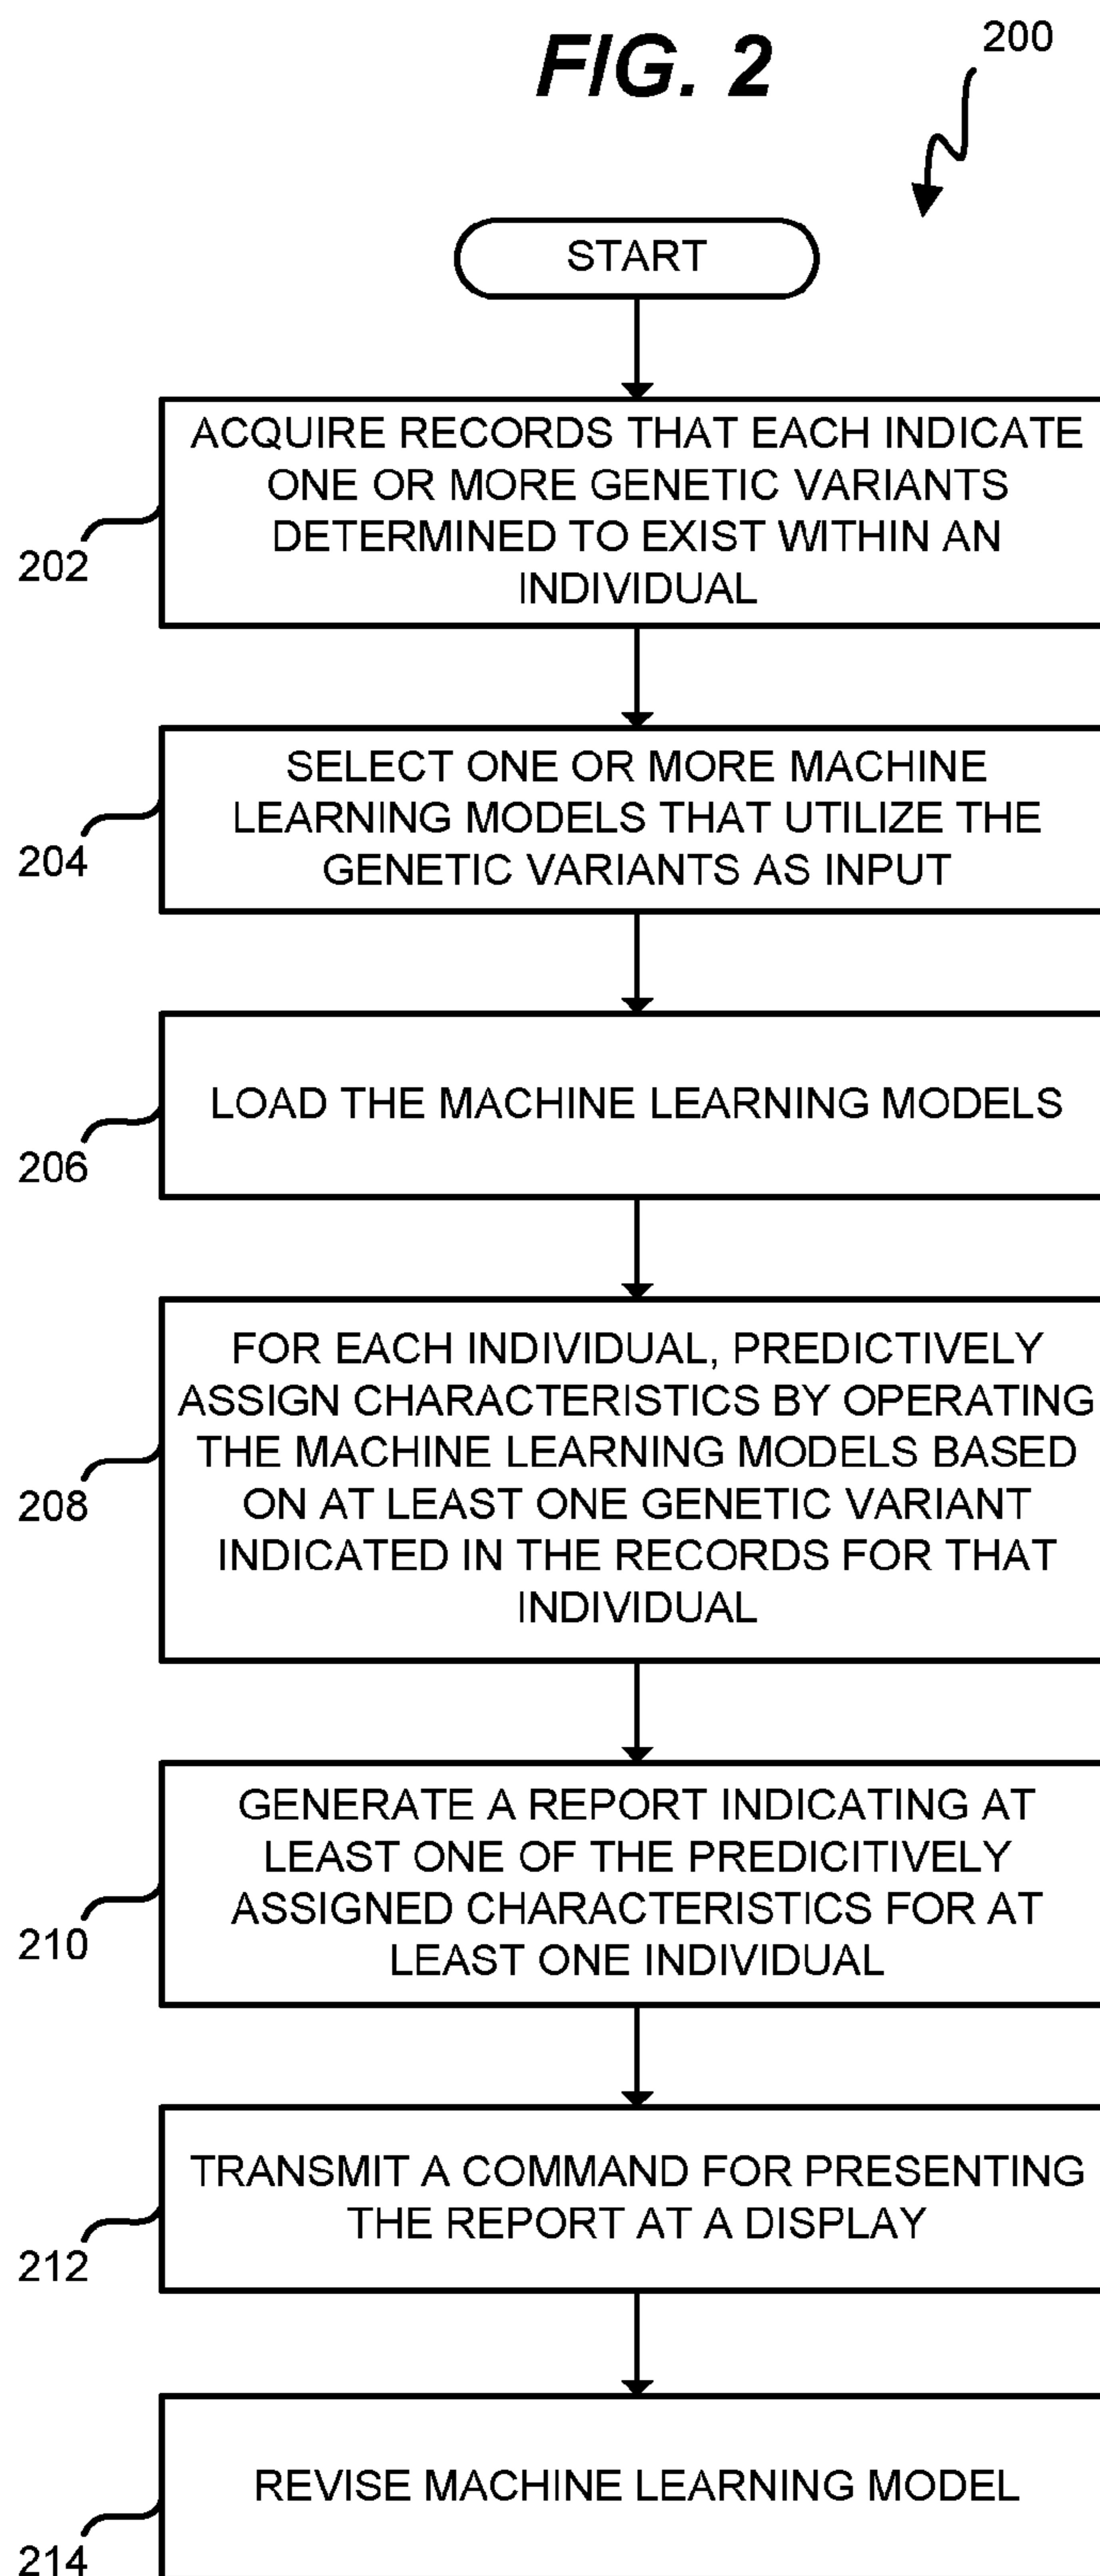 FIG. 2
200
START
ACQUIRE RECORDS THAT EACH INDICATE
ONE OR MORE GENETIC VARIANTS
DETERMINED TO EXIST WITHIN AN
INDIVIDUAL
202
SELECT ONE OR MORE MACHINE
LEARNING MODELS THAT UTILIZE THE
GENETIC VARIANTS AS INPUT
204
LOAD THE MACHINE LEARNING MODELS
206
FOR EACH INDIVIDUAL, PREDICTIVELY
ASSIGN CHARACTERISTICS BY OPERATING
THE MACHINE LEARNING MODELS BASED
ON AT LEAST ONE GENETIC VARIANT
INDICATED IN THE RECORDS FOR THAT
INDIVIDUAL
208
GENERATE A REPORT INDICATING AT
LEAST ONE OF THE PREDICITIVELY
ASSIGNED CHARACTERISTICS FOR AT
LEAST ONE INDIVIDUAL
210
TRANSMIT A COMMAND FOR PRESENTING
THE REPORT AT A DISPLAY
212
REVISE MACHINE LEARNING MODEL
214